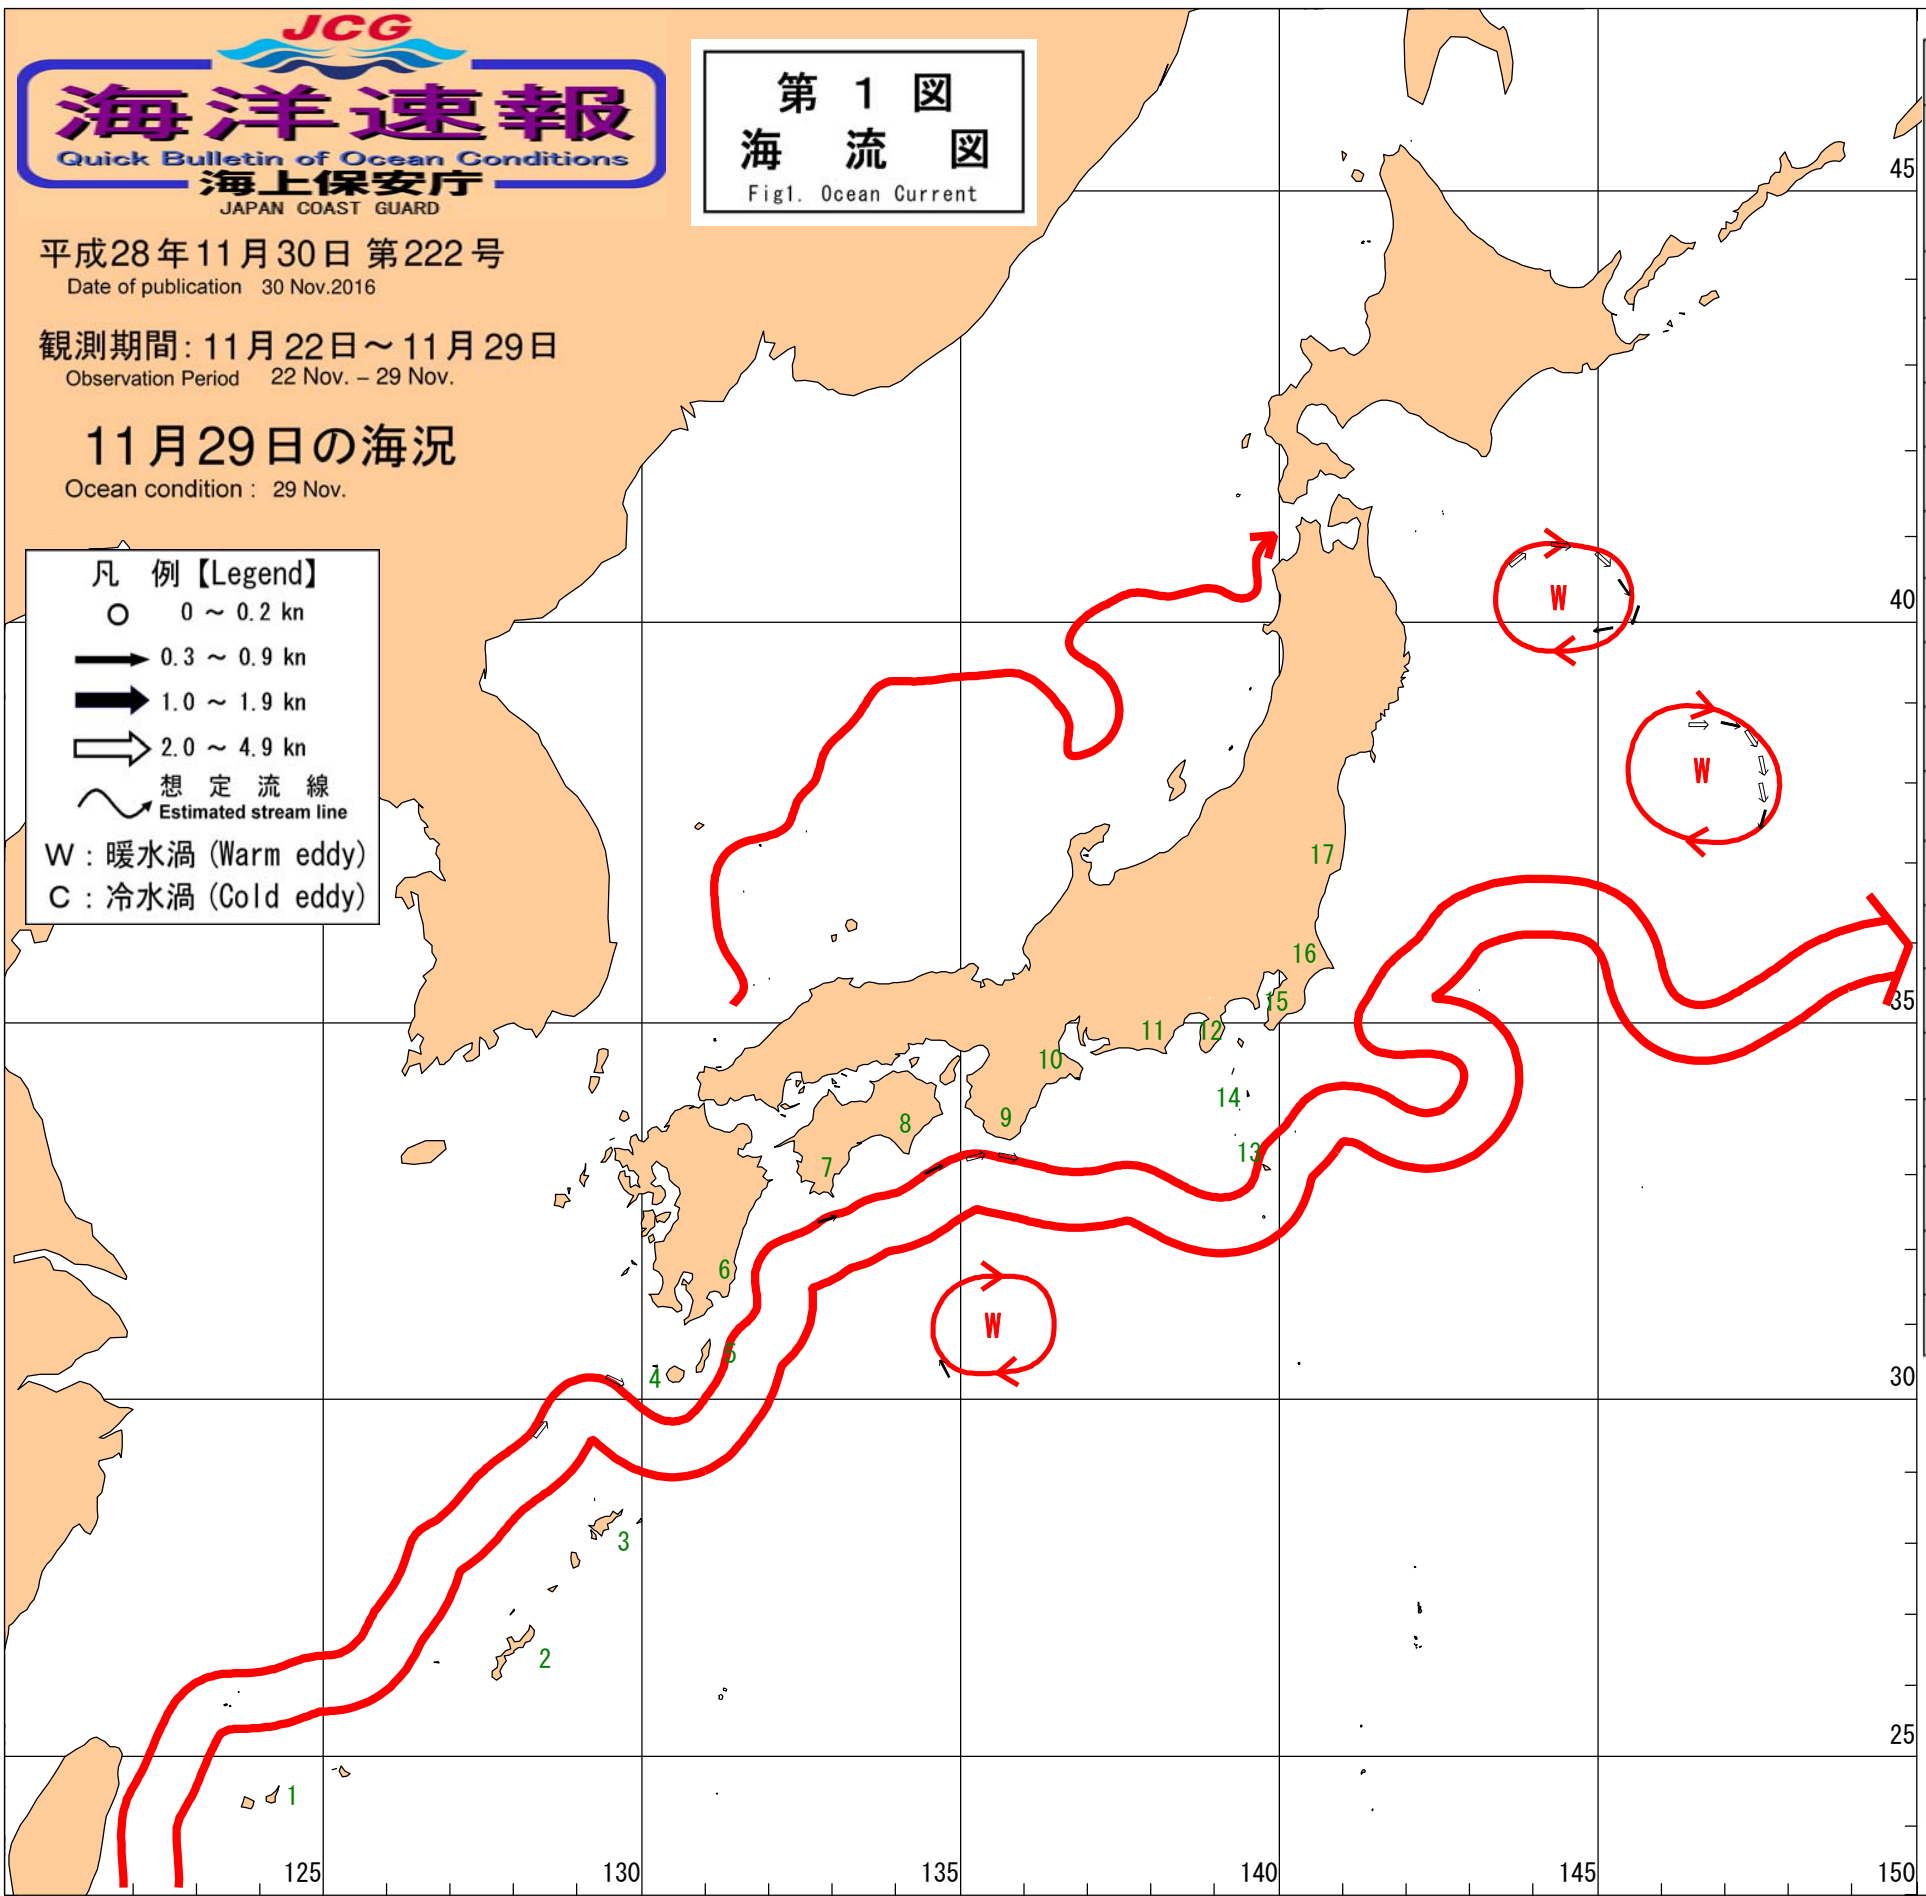 JCG
海洋速報
Quick Bulletin of Ocean Conditions
海上保安庁
JAPAN COAST GUARD
第 1 図
海 流 図
Fig1. Ocean Current
平成28年11月30日 第222号
Date of publication 30 Nov.2016
観測期間: 11月22日~11月29日
Observation Period 22 Nov. – 29 Nov.
11月29日の海況
Ocean condition : 29 Nov.
凡 例【Legend】
0 ~ 0.2 kn
0.3 ~ 0.9 kn
1.0 ~ 1.9 kn
2.0 ~ 4.9 kn
想 定 流 線
Estimated stream line
W : 暖水渦 (Warm eddy)
C : 冷水渦 (Cold eddy)
45
40
W
W
17
16
35
15
11
12
10
14
9
8
13
7
6
W
5
4
30
3
2
25
1
125
130
135
140
145
150